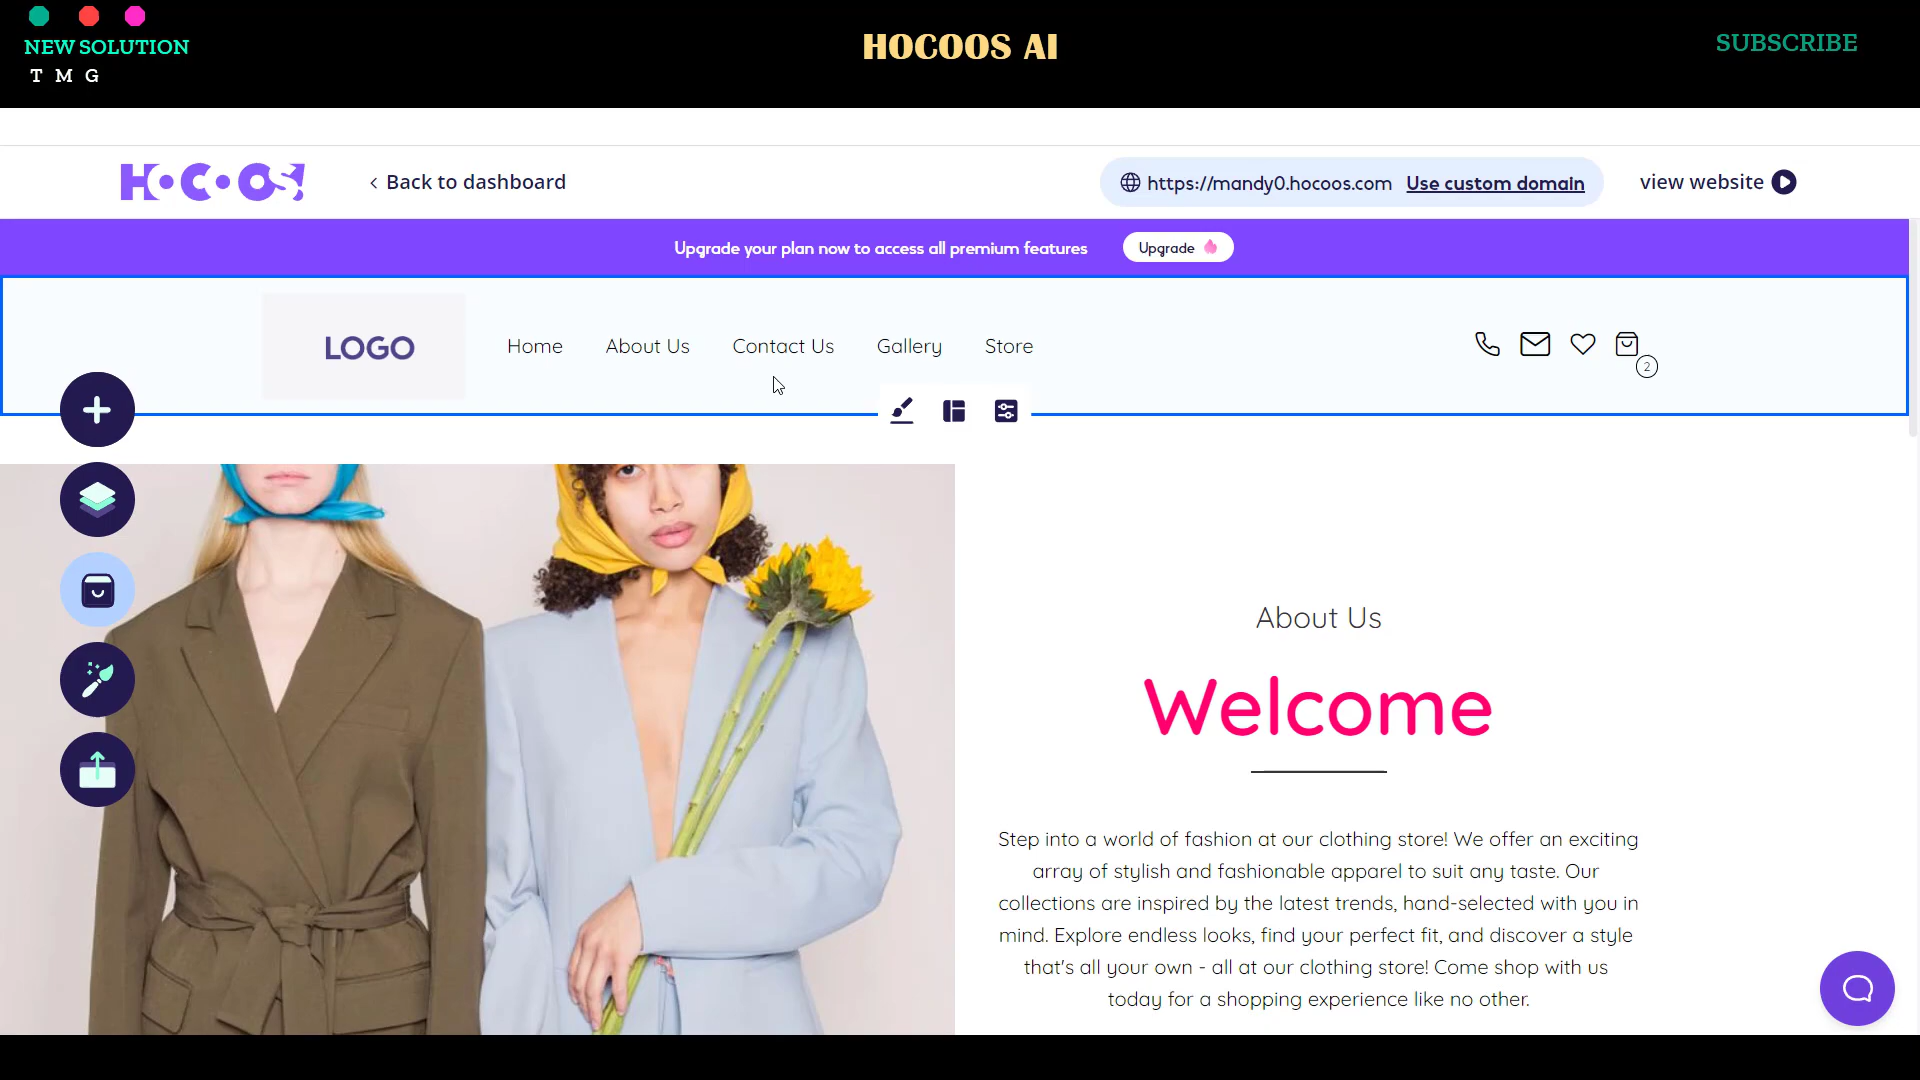 NEW SOLUTION
T M G
HOCOOS AI
SUBSCRIBE
HOCOOS!
Back to dashboard
https://mandy0.hocoos.com Use custom domain
view website
Upgrade your plan now to access all premium features
Upgrade
LOGO
Home
About Us
Contact Us
Gallery
Store
2
About Us
Welcome
Step into a world of fashion at our clothing store! We offer an exciting
array of stylish and fashionable apparel to suit any taste. Our
collections are inspired by the latest trends, hand-selected with you in
mind. Explore endless looks, find your perfect fit, and discover a style
that's all your own - all at our clothing store! Come shop with us
today for a shopping experience like no other.